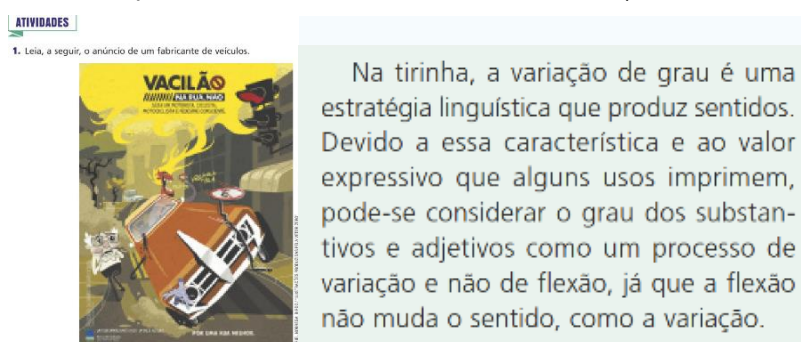 ATIVIDADES
1. Leia, a seguir, o anúncio de um fabricante de veículos.
VACILÃO
NA RUA, NÃO
POR UMA RUA MELHOR.
Na tirinha, a variação de grau é uma
estratégia linguística que produz sentidos.
Devido a essa característica e ao valor
expressivo que alguns usos imprimem,
pode-se considerar o grau dos substan-
tivos e adjetivos como um processo de
variação e não de flexão, já que a flexão
não muda o sentido, como a variação.